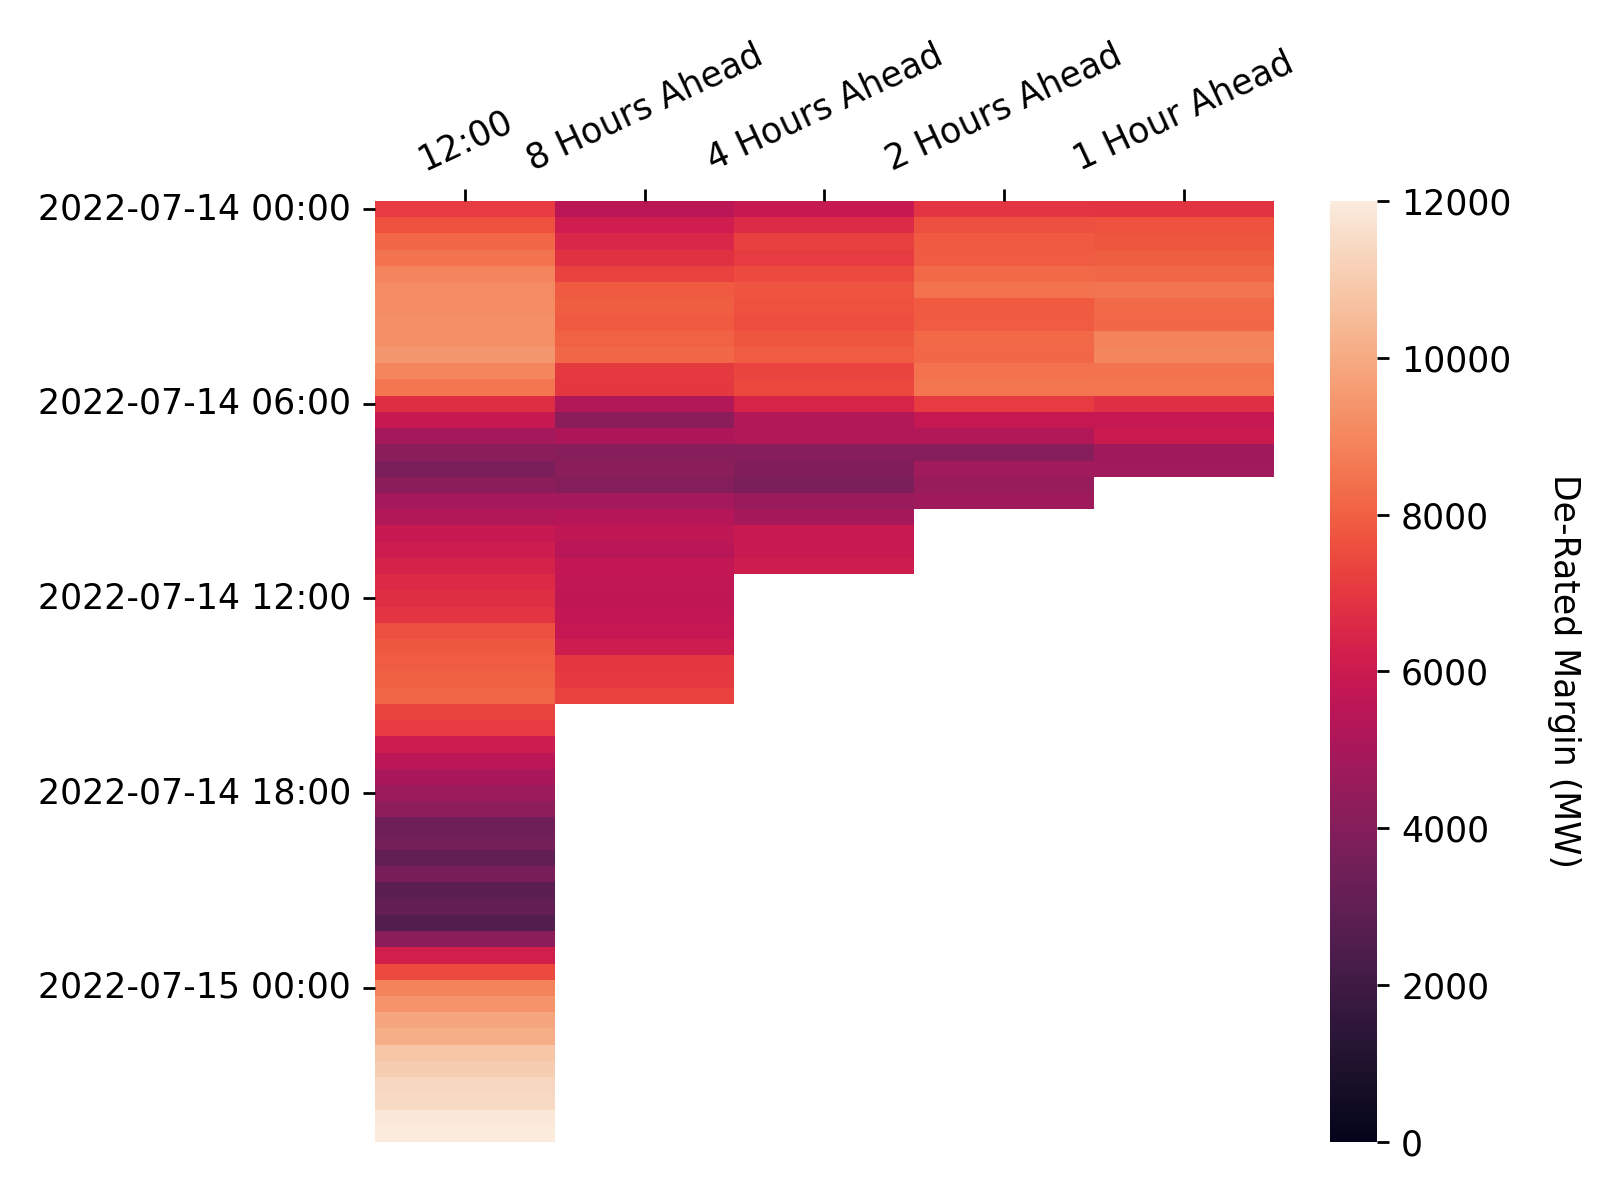 12:00
8 Hours Ahead
4 Hours Ahead
2 Hours Ahead
1 Hour Ahead
2022-07-14 00:00
2022-07-14 06:00
2022-07-14 12:00
2022-07-14 18:00
2022-07-15 00:00
12000
10000
8000
6000
4000
2000
0
De-Rated Margin (MW)